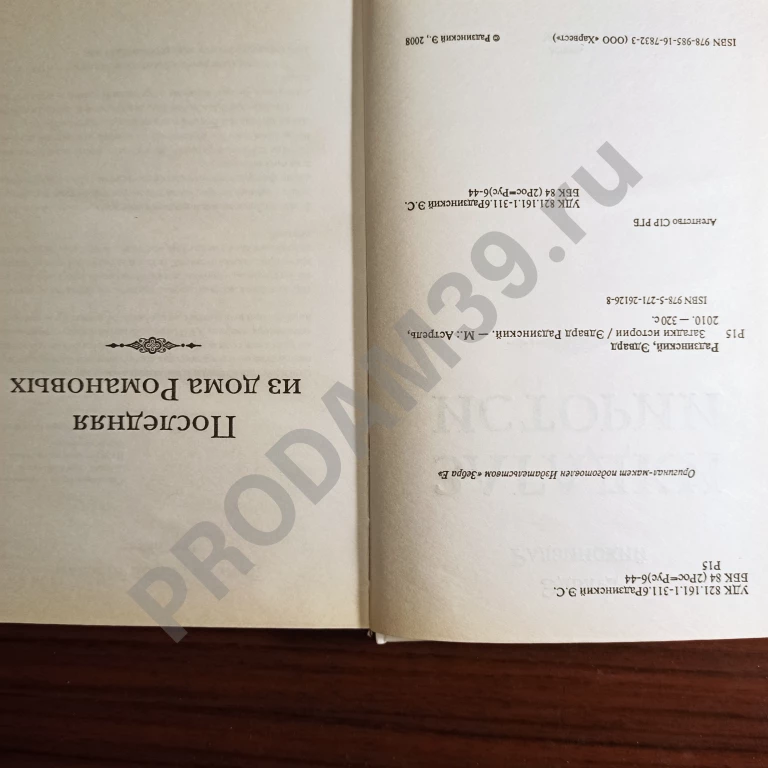 УДК 821.161.1-311.6Радзинский Э.С.
ББК 84 (2Рос=Рус)6-44
Р15
Оригинал-макет подготовлен Издательством «Зебра Е»
Радзинский, Эдвард
Р15 Загадки истории / Эдвард Радзинский. — М.: Астрель,
2010. — 320 с.
ISBN 978-5-271-26126-8
Агентство CIP РГБ
УДК 821.161.1-311.6Радзинский Э.С.
ББК 84 (2Рос=Рус)6-44
ISBN 978-985-16-7832-3 (ООО «Харвест») © Радзинский Э., 2008
Последняя
из дома Романовых
PRODAM39.ru